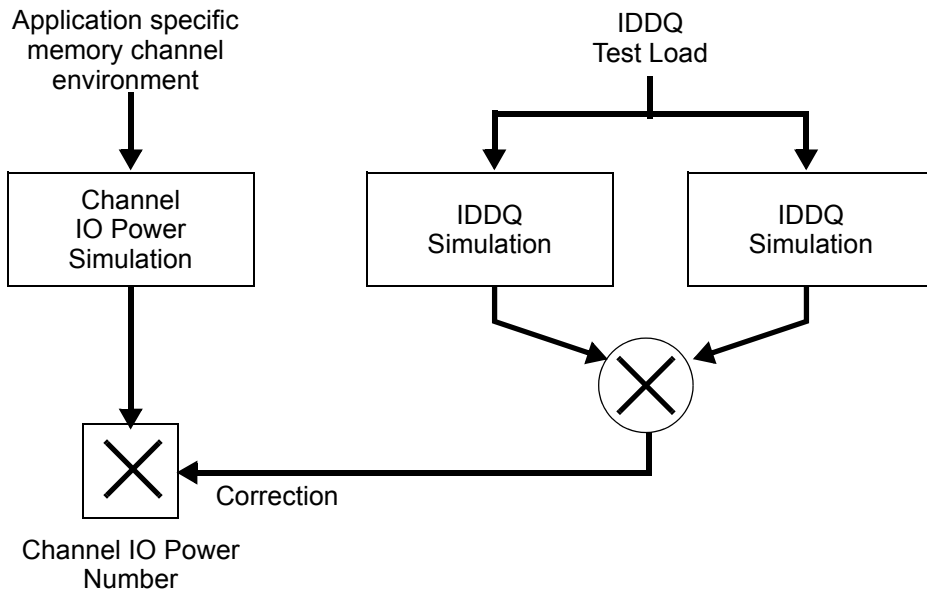 Application specific
memory channel
environment
IDDQ
Test Load
Channel
IO Power
Simulation
IDDQ
Simulation
IDDQ
Simulation
Correction
Channel IO Power
Number